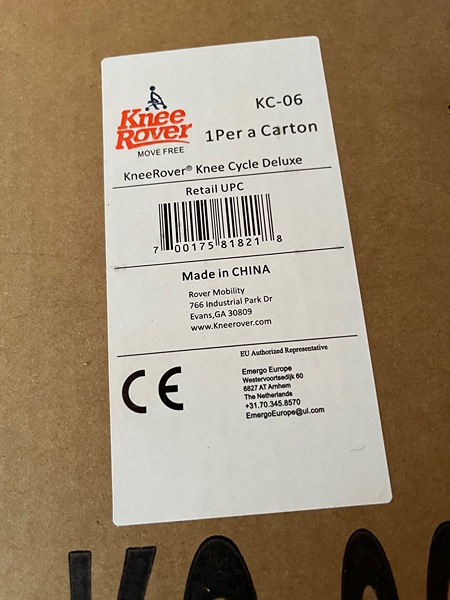 Knee
Rover
MOVE FREE
KC-06
1Per a Carton
KneeRover® Knee Cycle Deluxe
Retail UPC
7 00175 81821 8
Made in CHINA
Rover Mobility
766 Industrial Park Dr
Evans,GA 30809
www.Kneerover.com
EU Authorized Representative
CE
Emergo Europe
Westervoortsedijk 60
6827 AT Arnhem
The Netherlands
+31.70.345.8570
EmergoEurope@ul.com